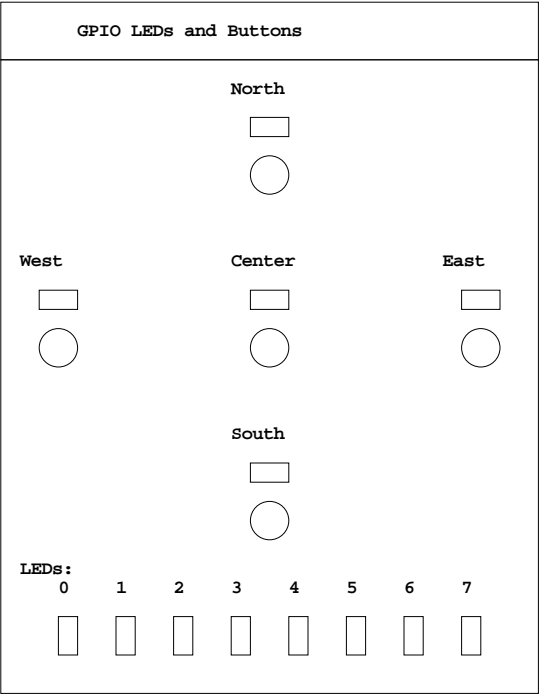 GPIO LEDs and Buttons
North
West Center East
South
LEDs:
0 1 2 3 4 5 6 7